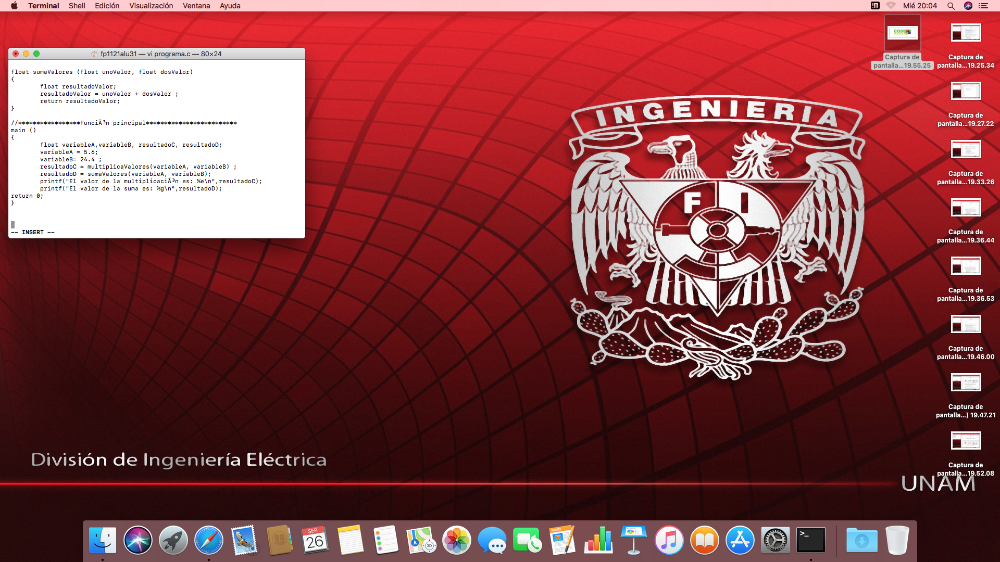 Terminal Shell Edición Visualización Ventana Ayuda
Mié 20:04
fp1121alu31 — vi programa.c — 80×24
float sumaValores (float unoValor, float dosValor)
{
float resultadoValor;
resultadoValor = unoValor + dosValor ;
return resultadoValor;
}
//*****************FunciÃ³n principal*************************
main ()
{
float variableA,variableB, resultadoC, resultadoD;
variableA = 5.6;
variableB= 24.4 ;
resultadoC = multiplicaValores(variableA, variableB) ;
resultadoD = sumaValores(variableA, variableB);
printf("El valor de la multiplicaciÃ³n es: %e\n",resultadoC);
printf("El valor de la suma es: %g\n",resultadoD);
return 0;
}
-- INSERT --
CODE
Captura de
pantalla...19.55.25
Captura de
pantalla...19.25.34
Captura de
pantalla...19.27.22
Captura de
pantalla...19.33.26
Captura de
pantalla...19.36.44
Captura de
pantalla...19.36.53
Captura de
pantalla...19.46.00
Captura de
pantalla...) 19.47.21
Captura de
pantalla...19.52.08
INGENIERIA
F I
División de Ingeniería Eléctrica
UNAM
SEP.
26
3D
PAGES
>_